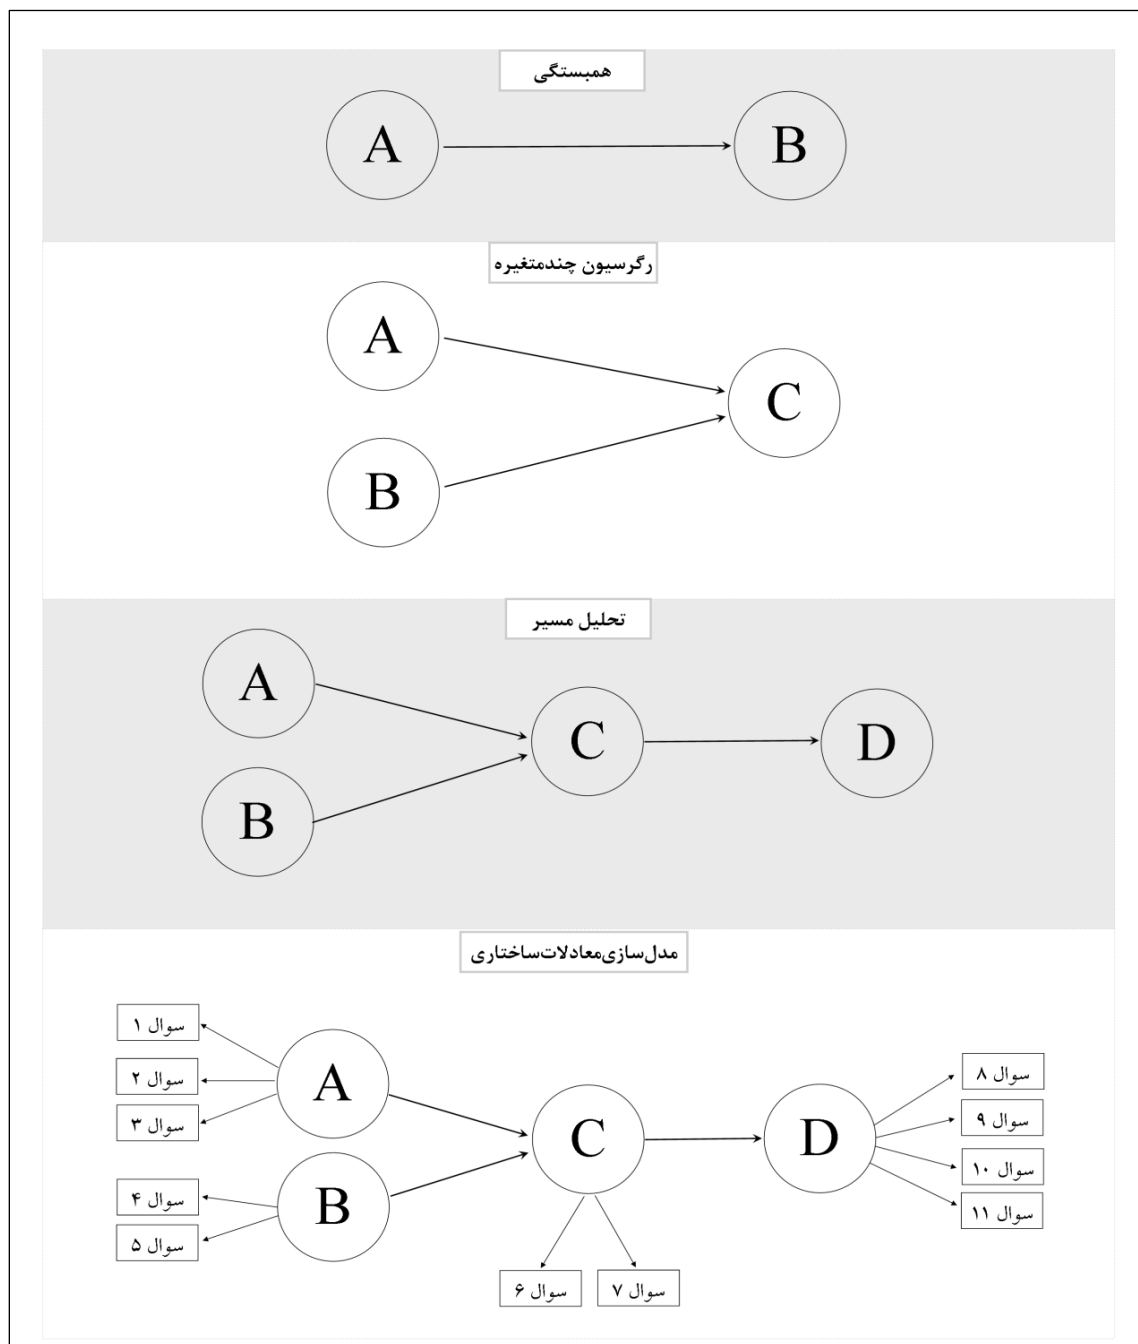 همبستگی
A
B
رگرسیون چندمتغیره
A
C
B
تحلیل مسیر
A
C
D
B
مدل‌سازی‌معادلات‌ساختاری
سوال ۱
سوال ۲
سوال ۳
A
سوال ۴
سوال ۵
B
C
سوال ۶
سوال ۷
D
سوال ۸
سوال ۹
سوال ۱۰
سوال ۱۱